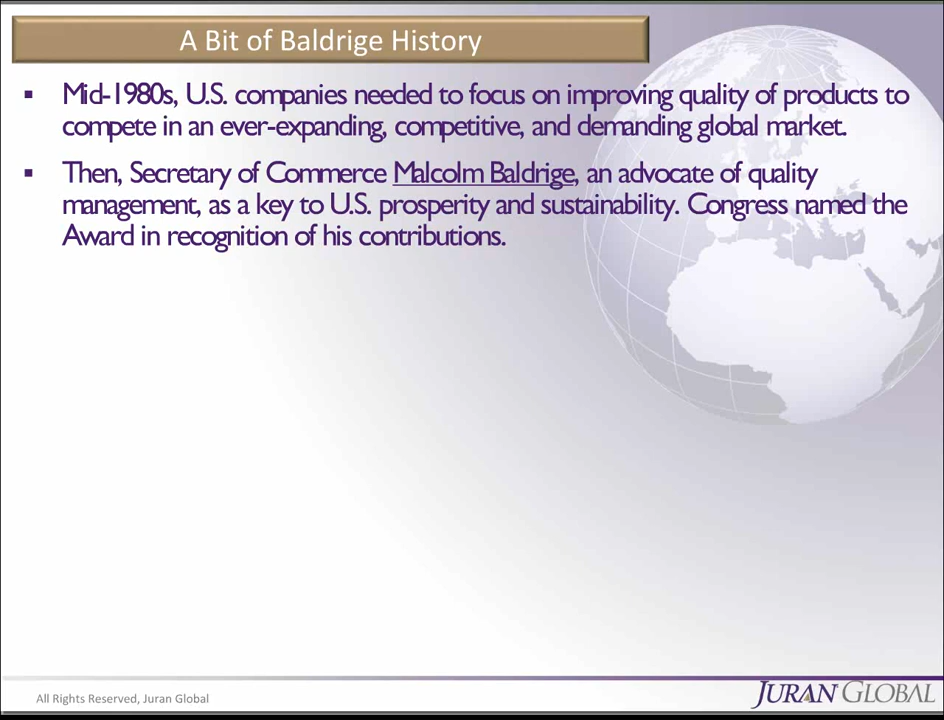 A Bit of Baldrige History
▪ Mid-1980s, U.S. companies needed to focus on improving quality of products to
compete in an ever-expanding, competitive, and demanding global market.
▪ Then, Secretary of Commerce Malcolm Baldrige, an advocate of quality
management, as a key to U.S. prosperity and sustainability. Congress named the
Award in recognition of his contributions.
All Rights Reserved, Juran Global
JURAN GLOBAL